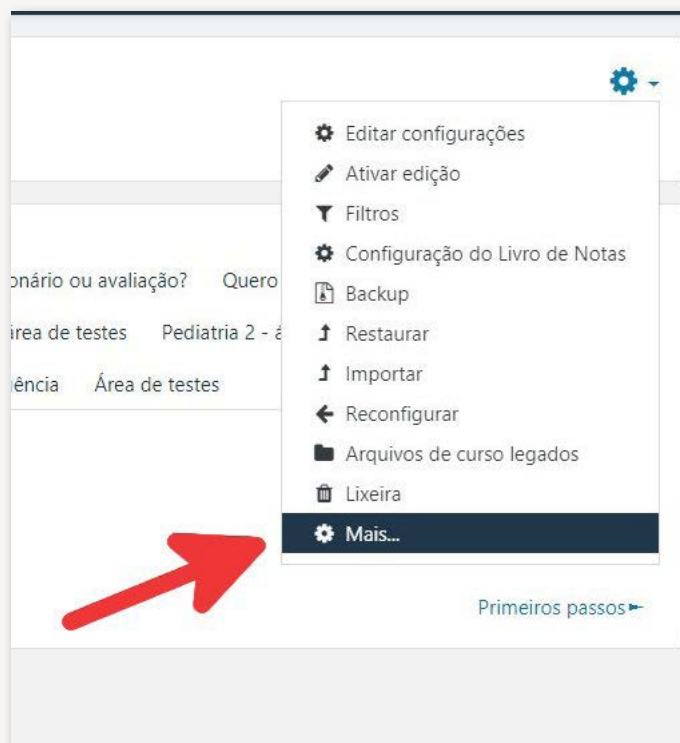 Editar configurações
Ativar edição
Filtros
Configuração do Livro de Notas
Backup
Restaurar
Importar
Reconfigurar
Arquivos de curso legados
Lixeira
Mais...
onário ou avaliação? Quero
área de testes Pediatria 2 - á
ência Área de testes
Primeiros passos